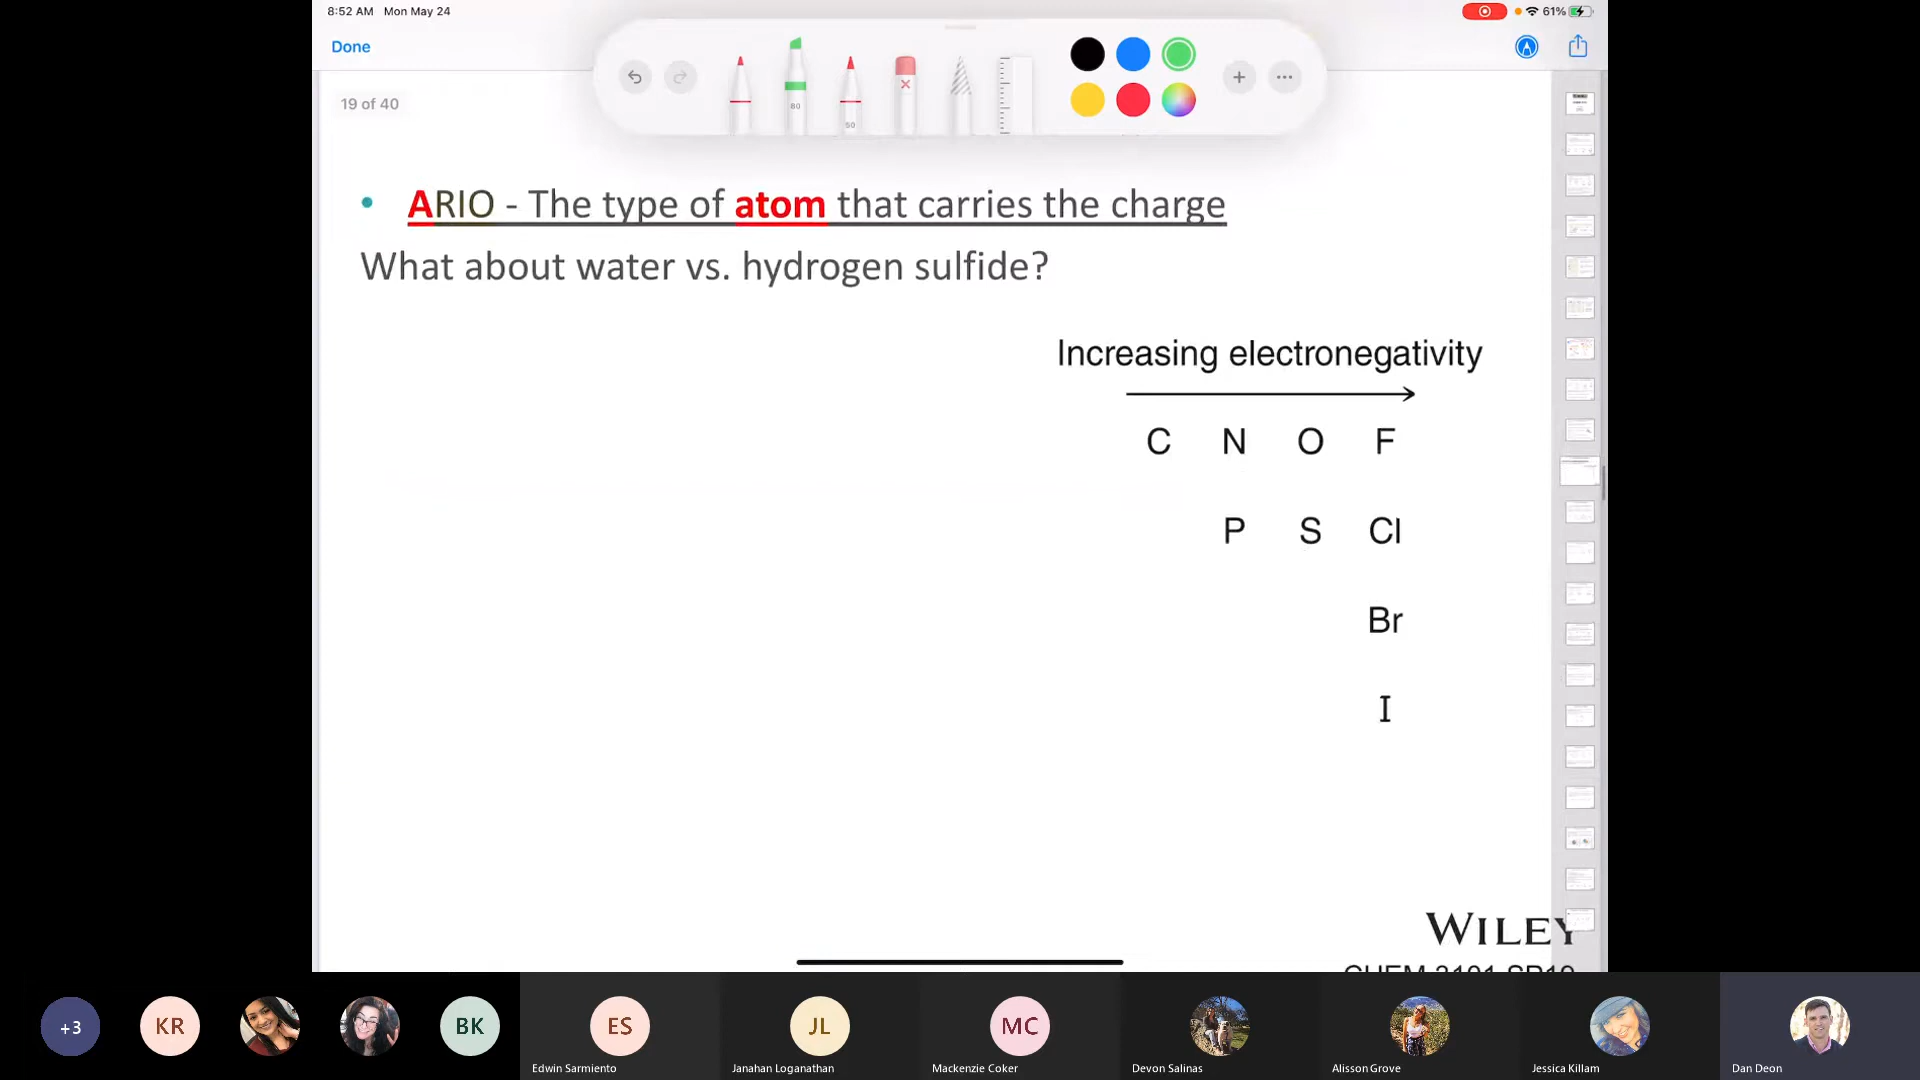 8:52 AM Mon May 24
61%
Done
80
50
19 of 40
• ARIO - The type of atom that carries the charge
What about water vs. hydrogen sulfide?
Increasing electronegativity
C N O F
P S Cl
Br
I
WILEY
+3
KR
BK
ES
JL
MC
Edwin Sarmiento
Janahan Loganathan
Mackenzie Coker
Devon Salinas
Alisson Grove
Jessica Killam
Dan Deon